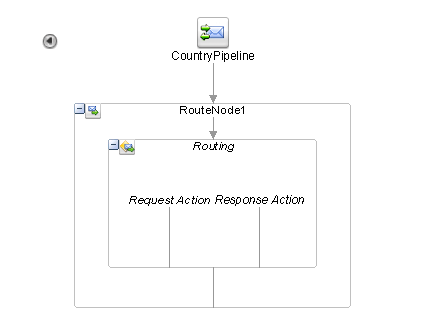 CountryPipeline
RouteNode1
Routing
Request Action Response Action